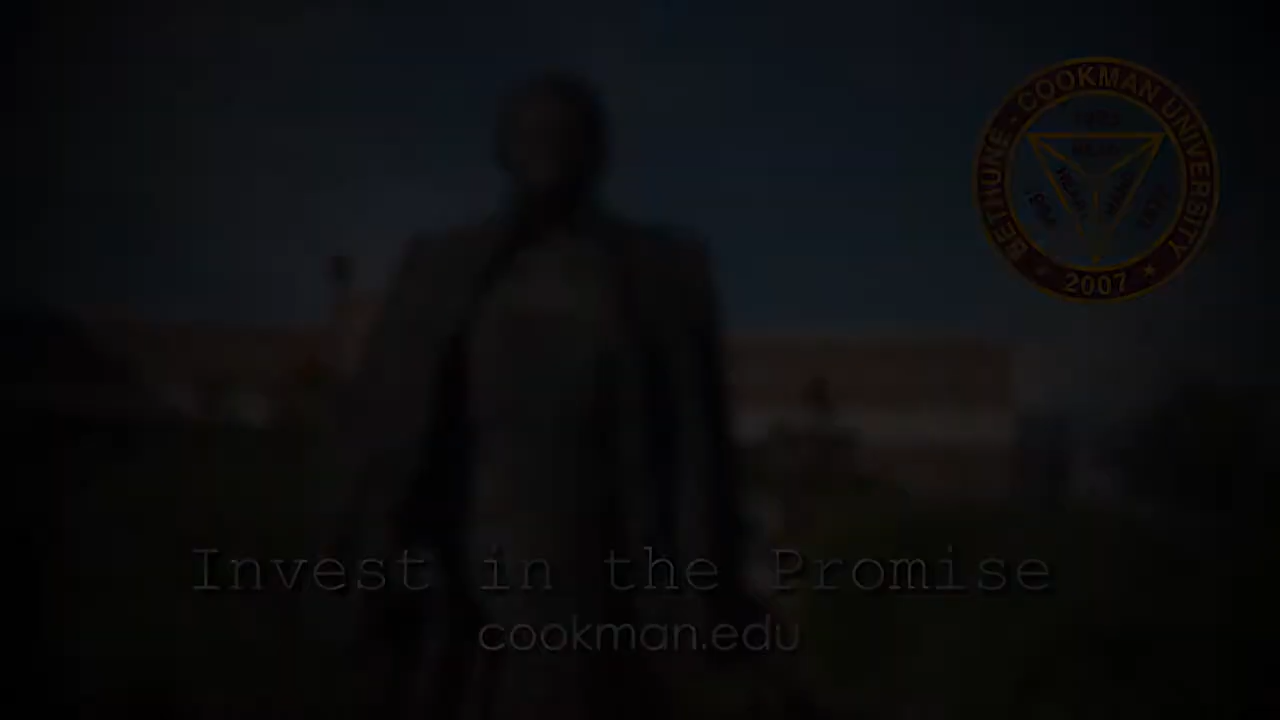 BETHUNE - COOKMAN UNIVERSITY
2007
Invest in the Promise
cookman.edu